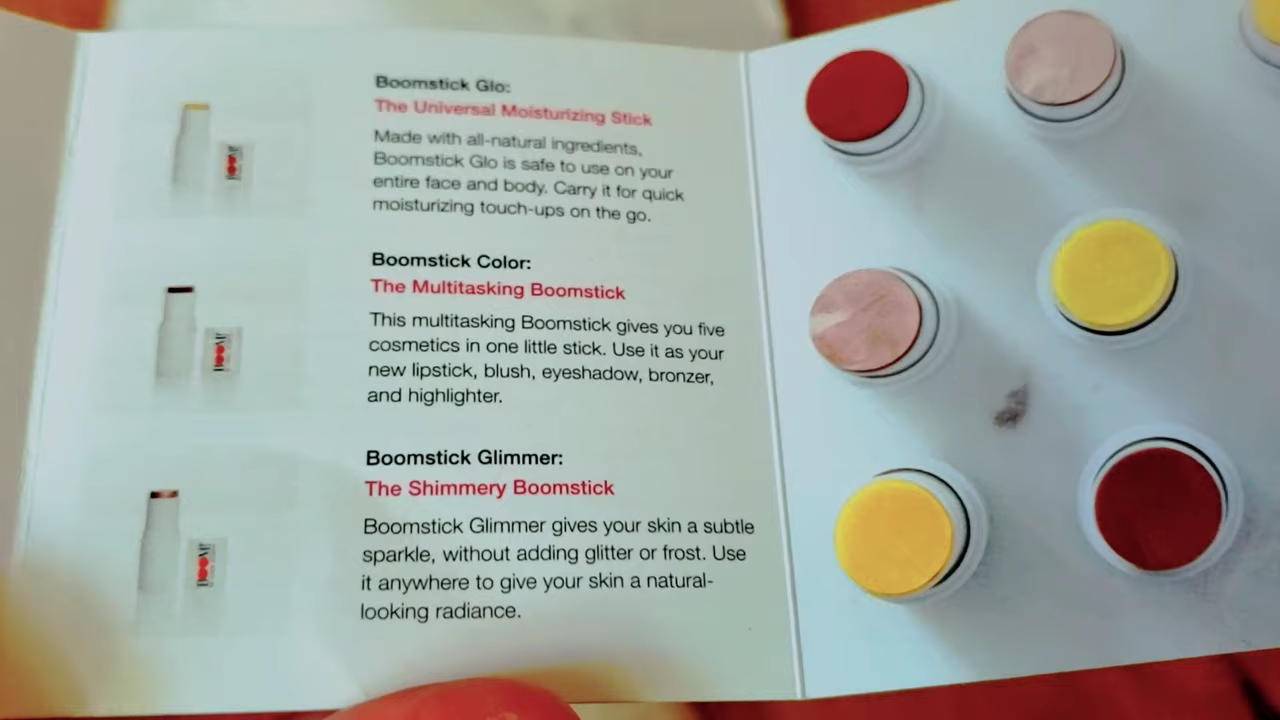 Boomstick Glo:
The Universal Moisturizing Stick
Made with all-natural ingredients,
Boomstick Glo is safe to use on your
entire face and body. Carry it for quick
moisturizing touch-ups on the go.
BOOM!
Boomstick Color:
The Multitasking Boomstick
This multitasking Boomstick gives you five
cosmetics in one little stick. Use it as your
new lipstick, blush, eyeshadow, bronzer,
and highlighter.
BOOM!
Boomstick Glimmer:
The Shimmery Boomstick
Boomstick Glimmer gives your skin a subtle
sparkle, without adding glitter or frost. Use
it anywhere to give your skin a natural-
looking radiance.
BOOM!